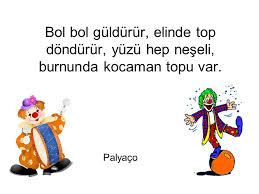 Bol bol güldürür, elinde top
döndürür, yüzü hep neşeli,
burnunda kocaman topu var.
Palyaço